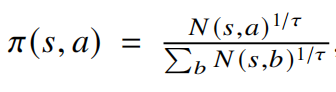 π(s, a) = N(s,a)^{1/τ} / ∑_b N(s,b)^{1/τ}.